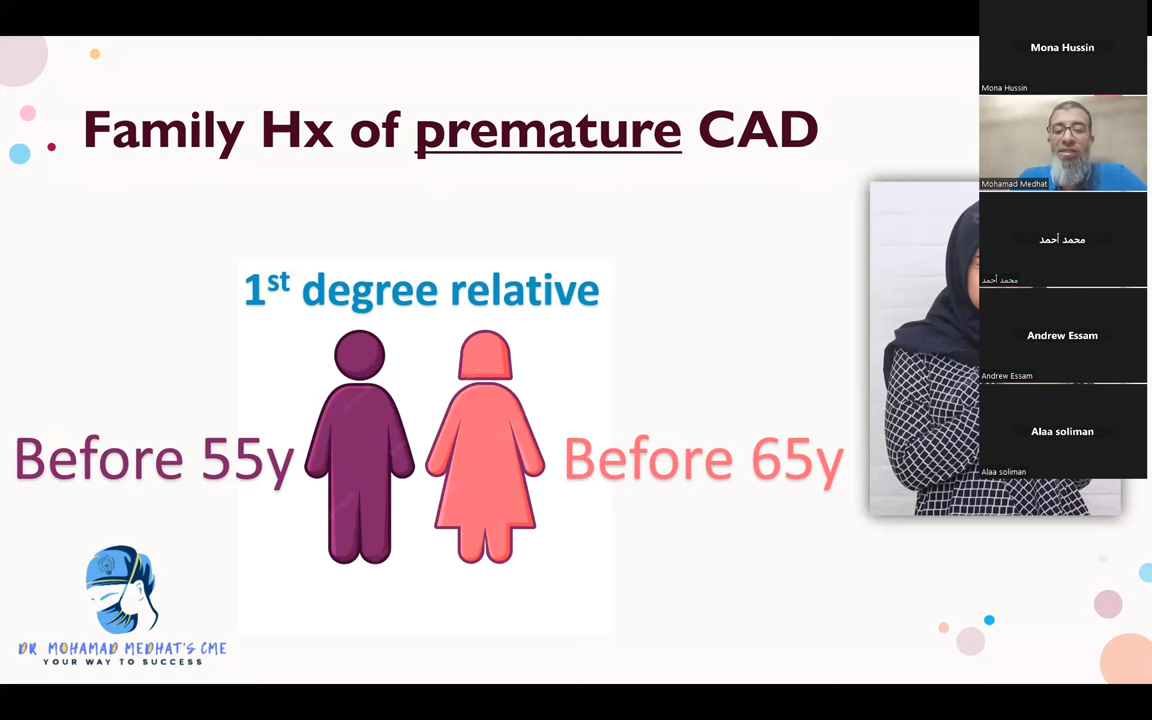 Family Hx of premature CAD
1st degree relative
Before 55y
Before 65y
DR MOHAMAD MEDHAT'S CME
YOUR WAY TO SUCCESS
Mona Hussin
Mona Hussin
Mohamad Medhat
محمد أحمد
محمد أحمد
Andrew Essam
Andrew Essam
Alaa soliman
Alaa soliman